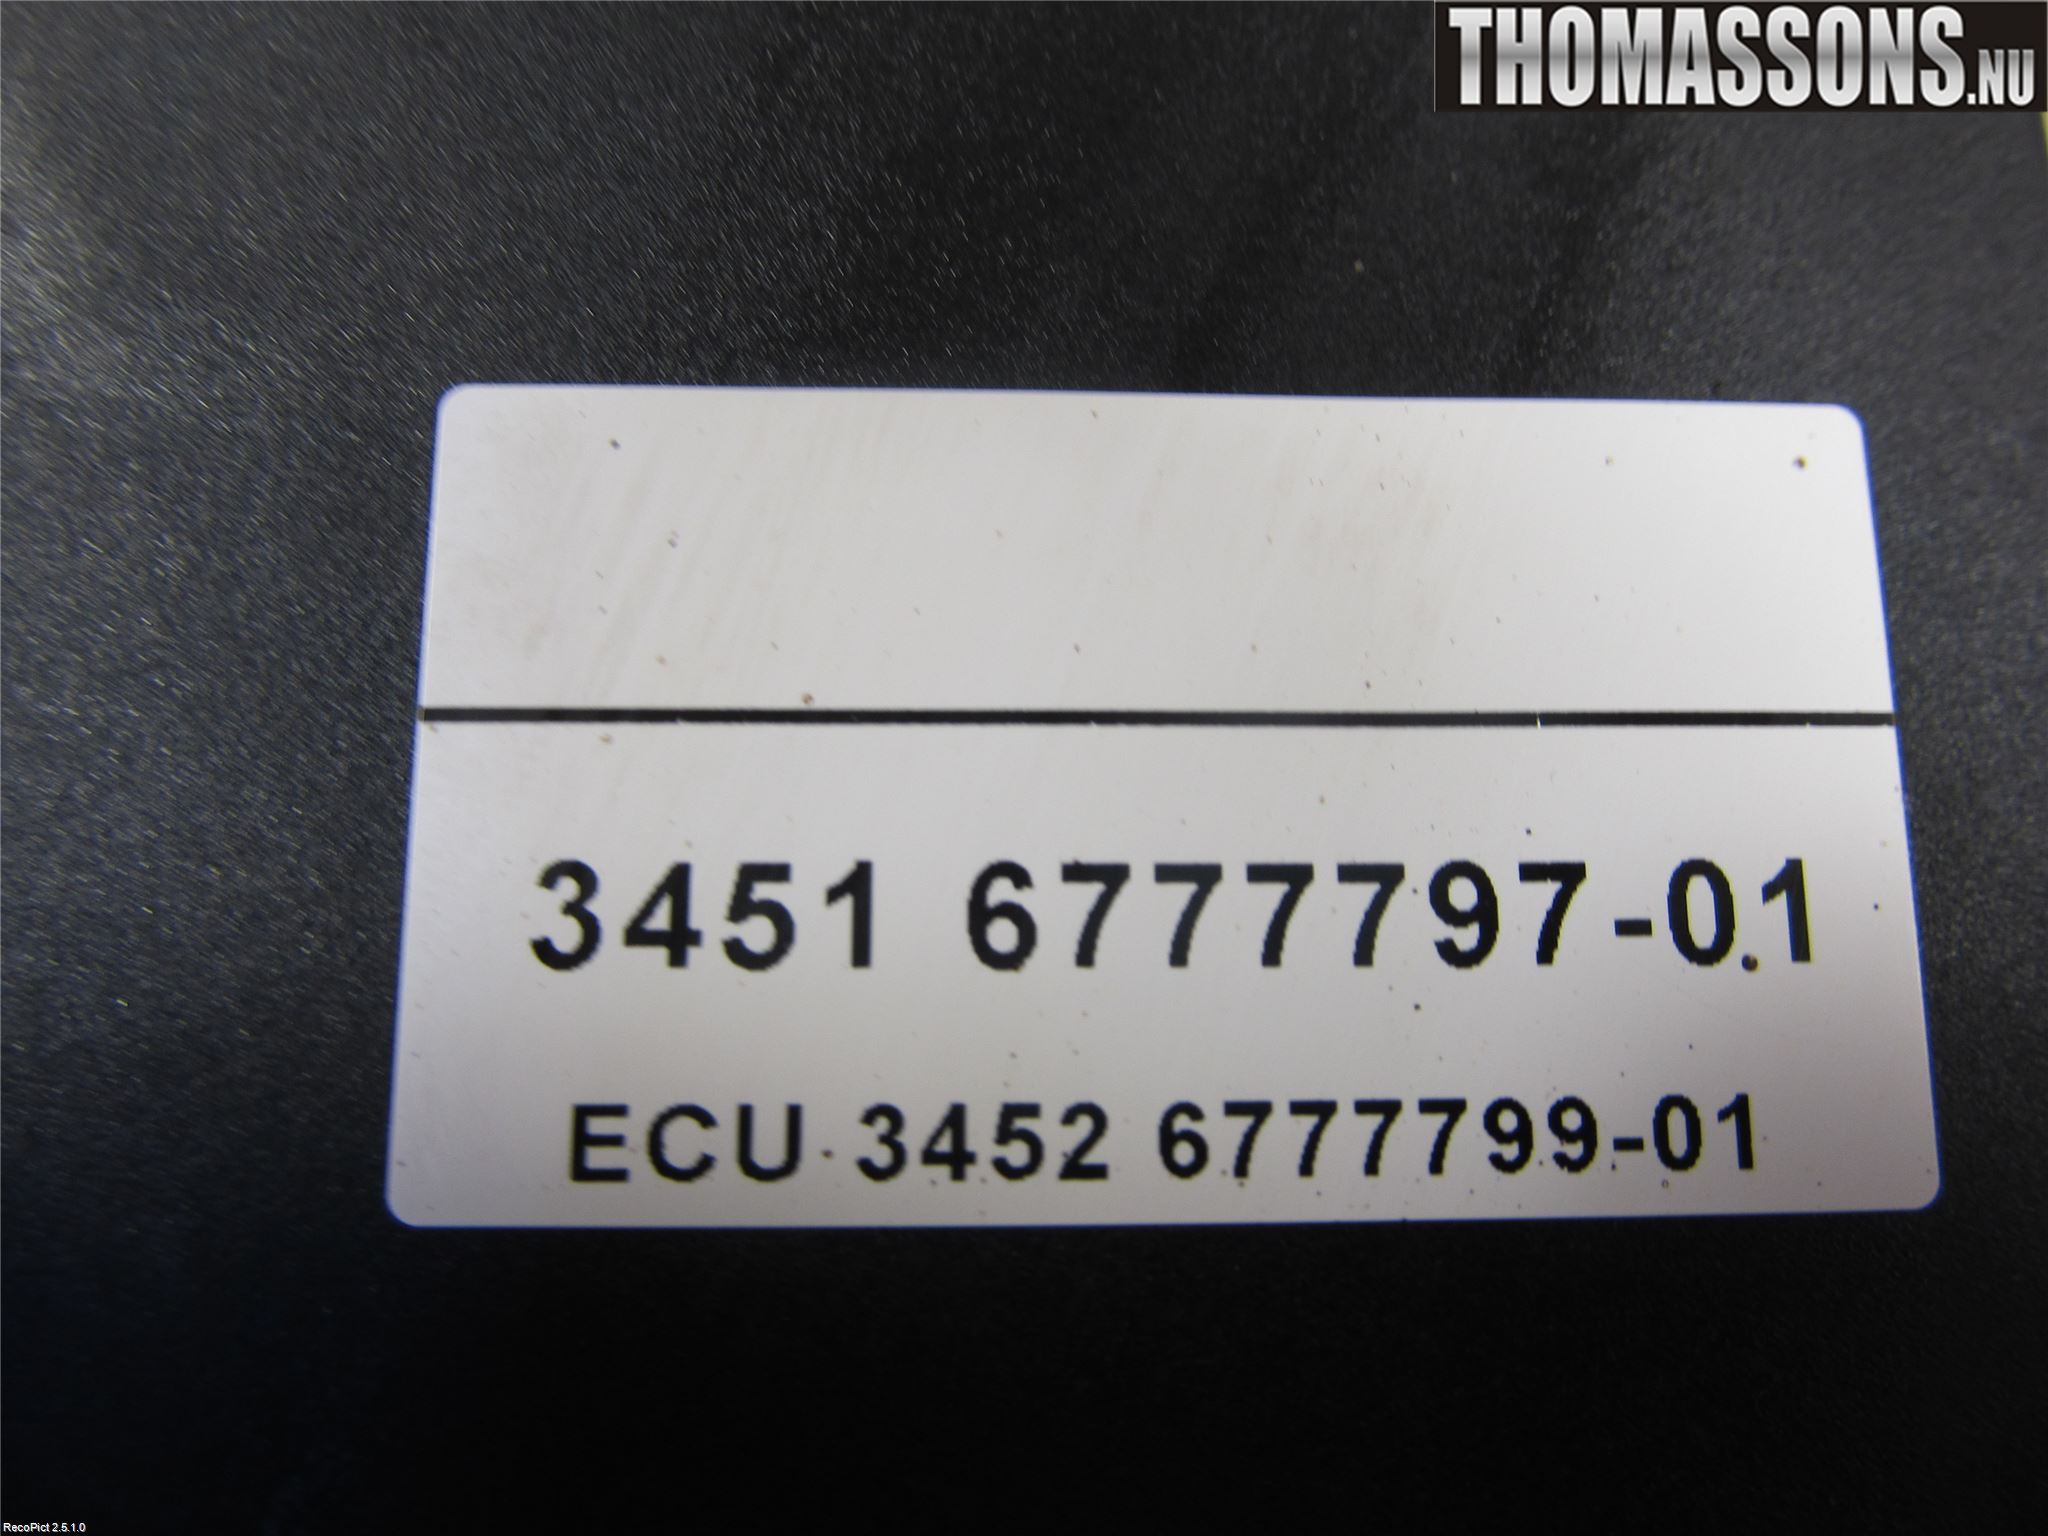 THOMASSONS.NU
3451 6777797-01
ECU 3452 6777799-01
RecoPict 2.5.1.0